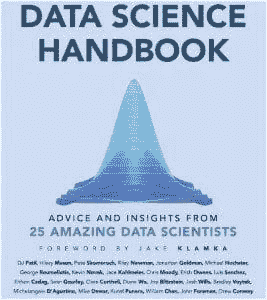 DATA SCIENCE
HANDBOOK
ADVICE AND INSIGHTS FROM
25 AMAZING DATA SCIENTISTS
FOREWORD BY JAKE KLAMKA
DJ Patil, Hilary Mason, Pete Skomoroch, Riley Newman, Jonathan Goldman, Michael Hochster,
George Roumeliotis, Kevin Novak, Jace Kohlmeier, Chris Moody, Erich Owens, Luis Sanchez,
Eithon Cadag, Sean Gourley, Clare Corthell, Diane Wu, Joe Blitzstein, Josh Wills, Bradley Voytek,
Michelangelo D'Agostino, Mike Dewar, Kunal Punera, William Chen, John Foreman, Drew Conway